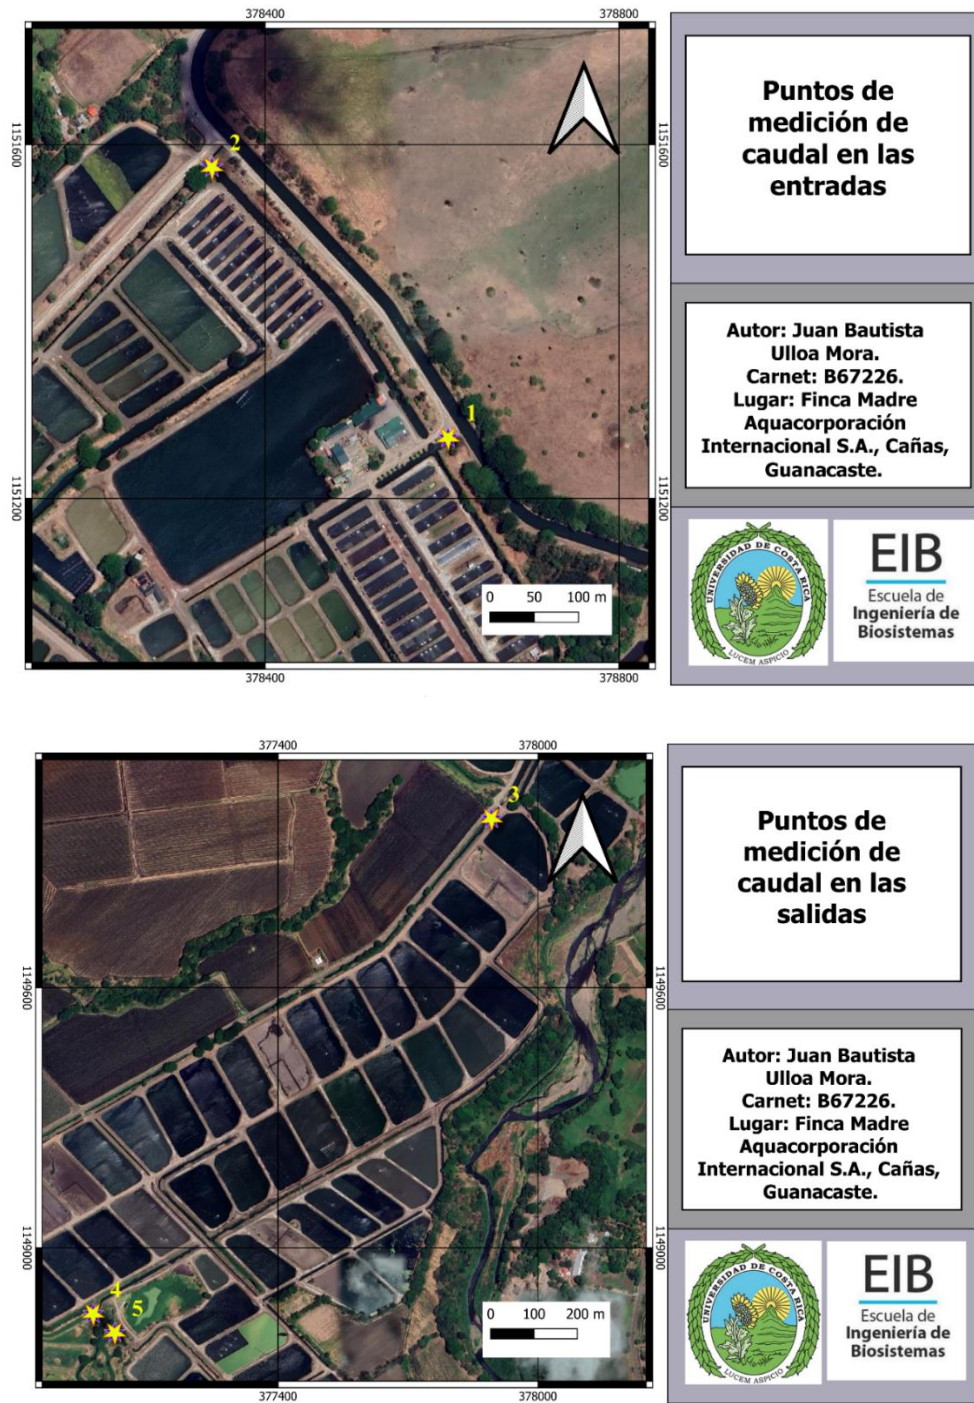 378400
378800
1151600
1151200
2
1
0 50 100 m
1151600
1151200
378400
378800
Puntos de
medición de
caudal en las
entradas
Autor: Juan Bautista
Ulloa Mora.
Carnet: B67226.
Lugar: Finca Madre
Aquacorporación
Internacional S.A., Cañas,
Guanacaste.
UNIVERSIDAD DE COSTA RICA
LUCEM ASPICIO
EIB
Escuela de
Ingeniería de
Biosistemas
377400
378000
1149600
1149000
3
4
5
0 100 200 m
1149600
1149000
377400
378000
Puntos de
medición de
caudal en las
salidas
Autor: Juan Bautista
Ulloa Mora.
Carnet: B67226.
Lugar: Finca Madre
Aquacorporación
Internacional S.A., Cañas,
Guanacaste.
UNIVERSIDAD DE COSTA RICA
LUCEM ASPICIO
EIB
Escuela de
Ingeniería de
Biosistemas